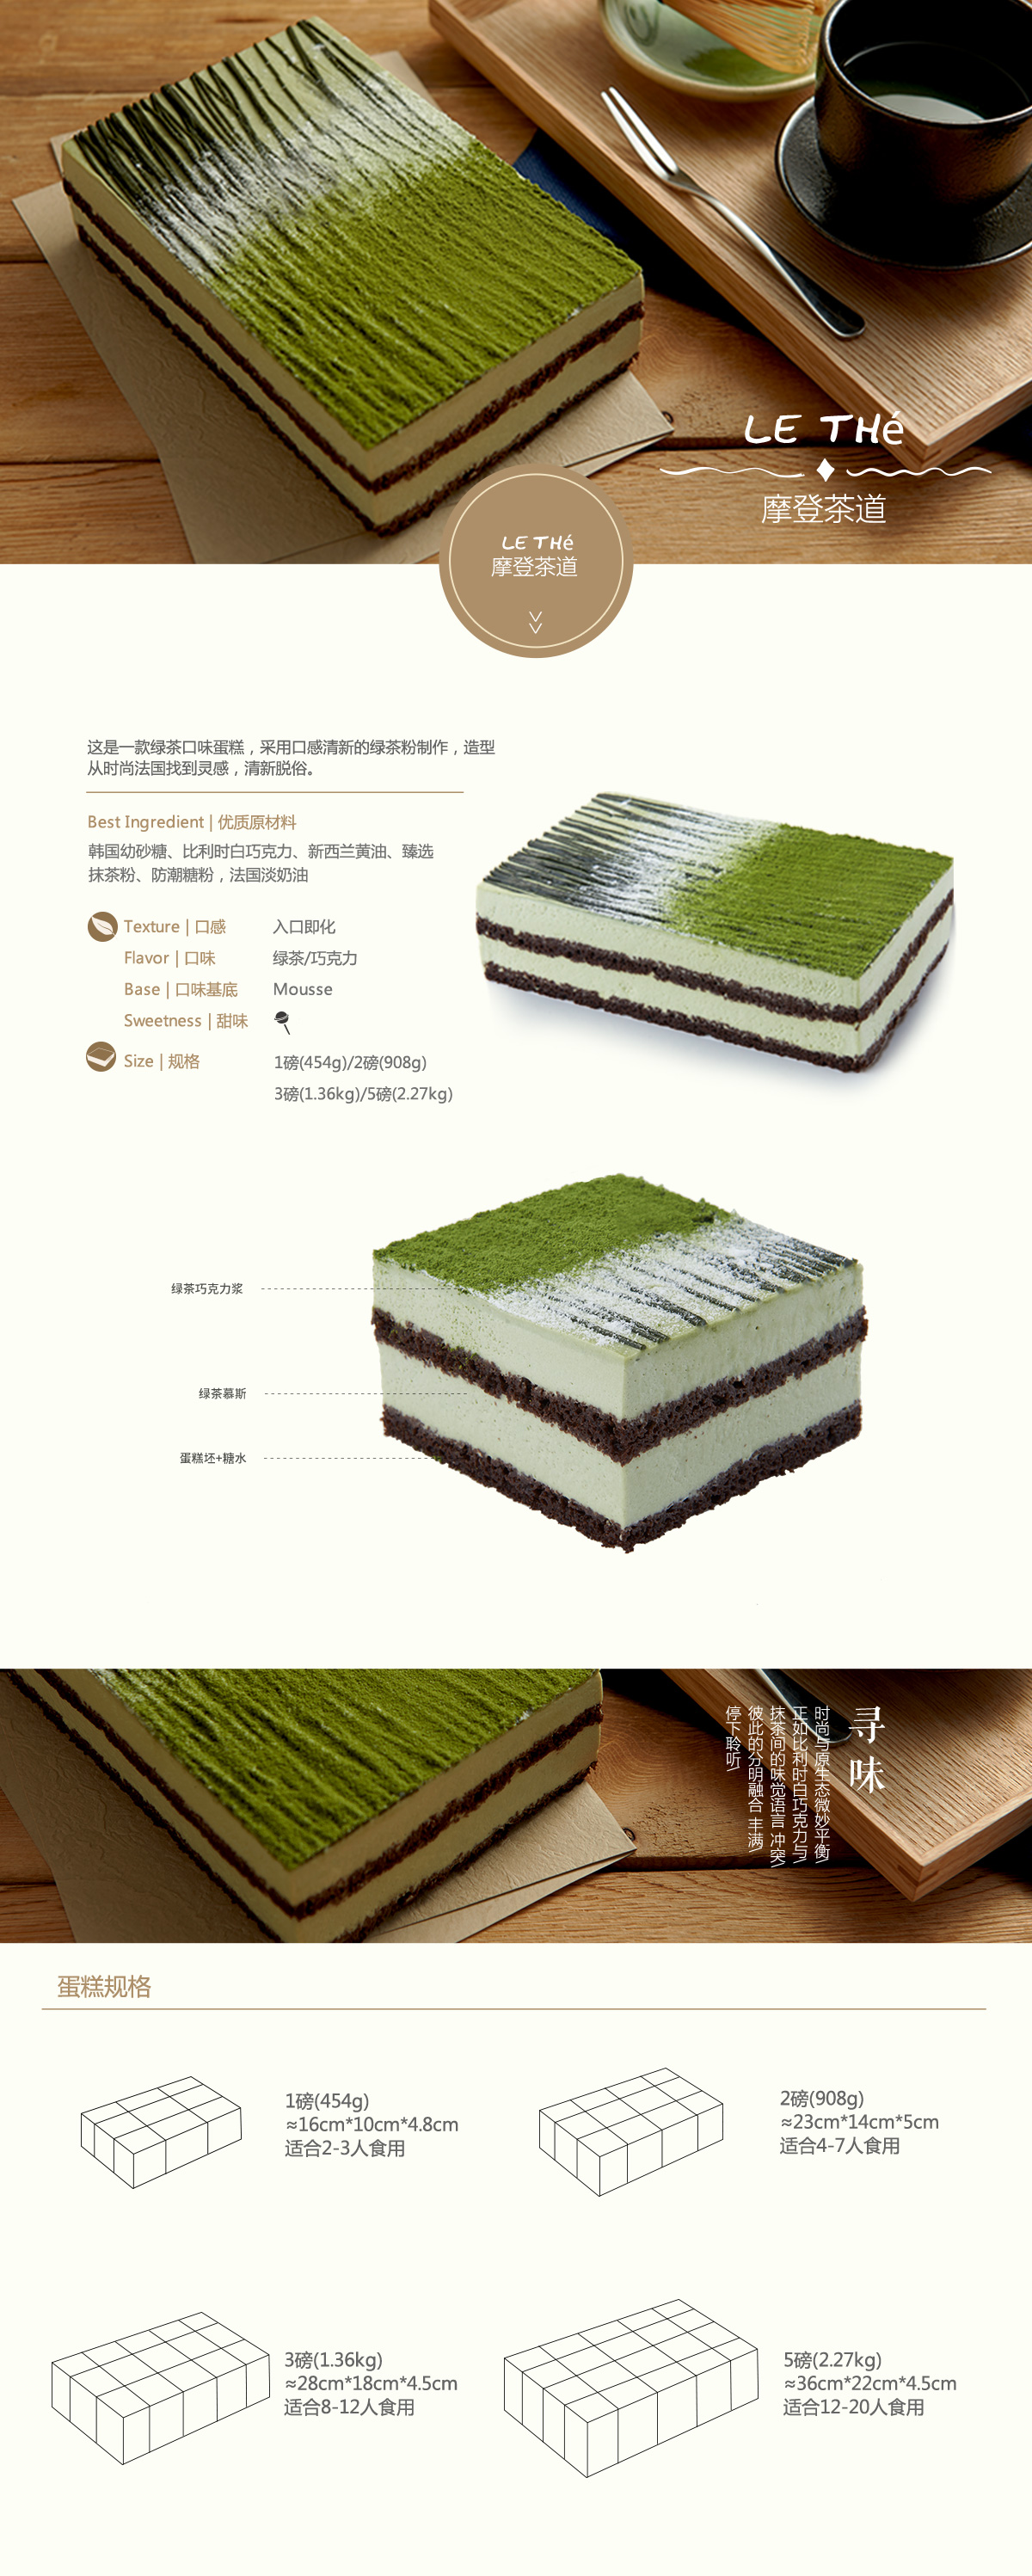 LE THé
摩登茶道
LE THé
摩登茶道
这是一款绿茶口味蛋糕，采用口感清新的绿茶粉制作，造型
从时尚法国找到灵感，清新脱俗。
Best Ingredient | 优质原材料
韩国幼砂糖、比利时白巧克力、新西兰黄油、臻选
抹茶粉、防潮糖粉，法国淡奶油
Texture | 口感 入口即化
Flavor | 口味 绿茶/巧克力
Base | 口味基底 Mousse
Sweetness | 甜味
Size | 规格 1磅(454g)/2磅(908g)
3磅(1.36kg)/5磅(2.27kg)
绿茶巧克力浆
绿茶慕斯
蛋糕坯+糖水
寻味
时尚与原生态微妙平衡/
正如比利时白巧克力与/
抹茶间的味觉语言 冲突/
彼此的分明融合 丰满/
停下聆听/
蛋糕规格
1磅(454g)
≈16cm*10cm*4.8cm
适合2-3人食用
2磅(908g)
≈23cm*14cm*5cm
适合4-7人食用
3磅(1.36kg)
≈28cm*18cm*4.5cm
适合8-12人食用
5磅(2.27kg)
≈36cm*22cm*4.5cm
适合12-20人食用